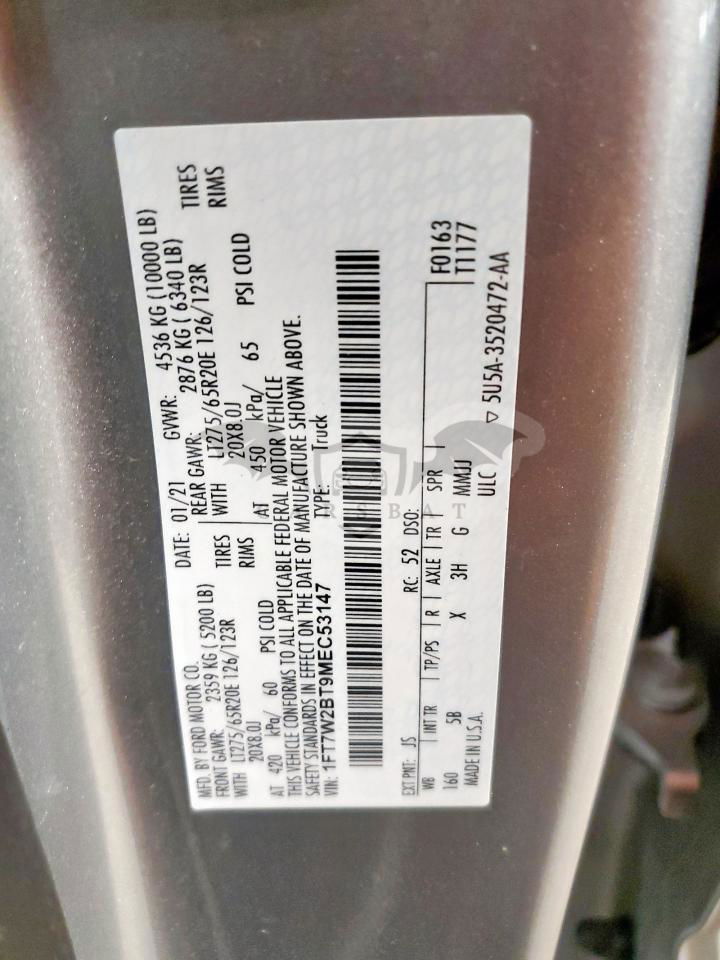 MFD. BY FORD MOTOR CO.
DATE: 01/21 GVWR: 4536 KG (10000 LB)
FRONT GAWR: 2359 KG ( 5200 LB) REAR GAWR: 2876 KG ( 6340 LB)
WITH LT275/65R20E 126/123R TIRES WITH LT275/65R20E 126/123R TIRES
20X8.0J RIMS 20X8.0J RIMS
AT 420 kPa/ 60 PSI COLD AT 450 kPa/ 65 PSI COLD
THIS VEHICLE CONFORMS TO ALL APPLICABLE FEDERAL MOTOR VEHICLE
SAFETY STANDARDS IN EFFECT ON THE DATE OF MANUFACTURE SHOWN ABOVE.
VIN: 1FT7W2BT9MEC53147 TYPE: Truck
EXT PNT: JS RC: 52 DSO: F0163
WB INT TR TP/PS R AXLE TR SPR T1177
160 5B X 3H G MMUJ
MADE IN U.S.A. ULC ▽ 5U5A-3520472-AA
RSBAT